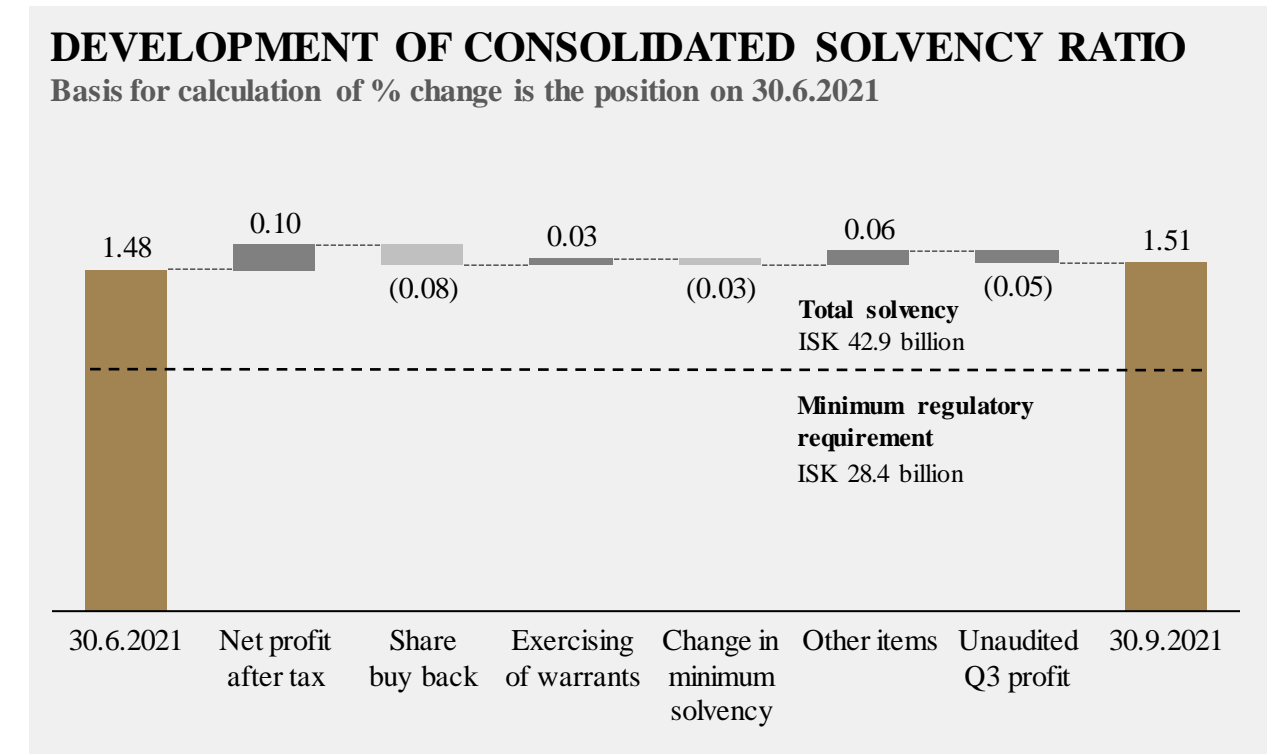 DEVELOPMENT OF CONSOLIDATED SOLVENCY RATIO
Basis for calculation of % change is the position on 30.6.2021
1.48
0.10
(0.08)
0.03
(0.03)
0.06
(0.05)
1.51
Total solvency
ISK 42.9 billion
Minimum regulatory
requirement
ISK 28.4 billion
30.6.2021
Net profit
after tax
Share
buy back
Exercising
of warrants
Change in
minimum
solvency
Other items
Unaudited
Q3 profit
30.9.2021